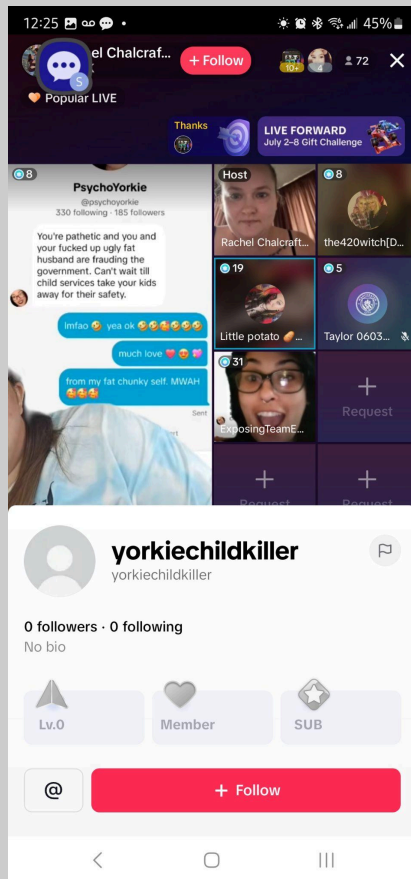 12:25
45%
el Chalcraf...
+ Follow
10+
72
Popular LIVE
Thanks
LIVE FORWARD
July 2–8 Gift Challenge
8
PsychoYorkie
@psychoyorkie
330 following · 185 followers
You're pathetic and you and
your fucked up ugly fat
husband are frauding the
government. Can't wait till
child services take your kids
away for their safety.
lmfao 🤣 yea ok 🤣🤣🥰🤣🤣🤣
much love
from my fat chunky self. MWAH
🥰🥰🥰
Sent
Host
Rachel Chalcraft...
8
the420witch[D...
19
Little potato 🥔...
5
Taylor 0603...
31
ExposingTeamE...
+
Request
+
Request
+
Request
yorkiechildkiller
yorkiechildkiller
0 followers · 0 following
No bio
Lv.0
Member
SUB
@
+ Follow